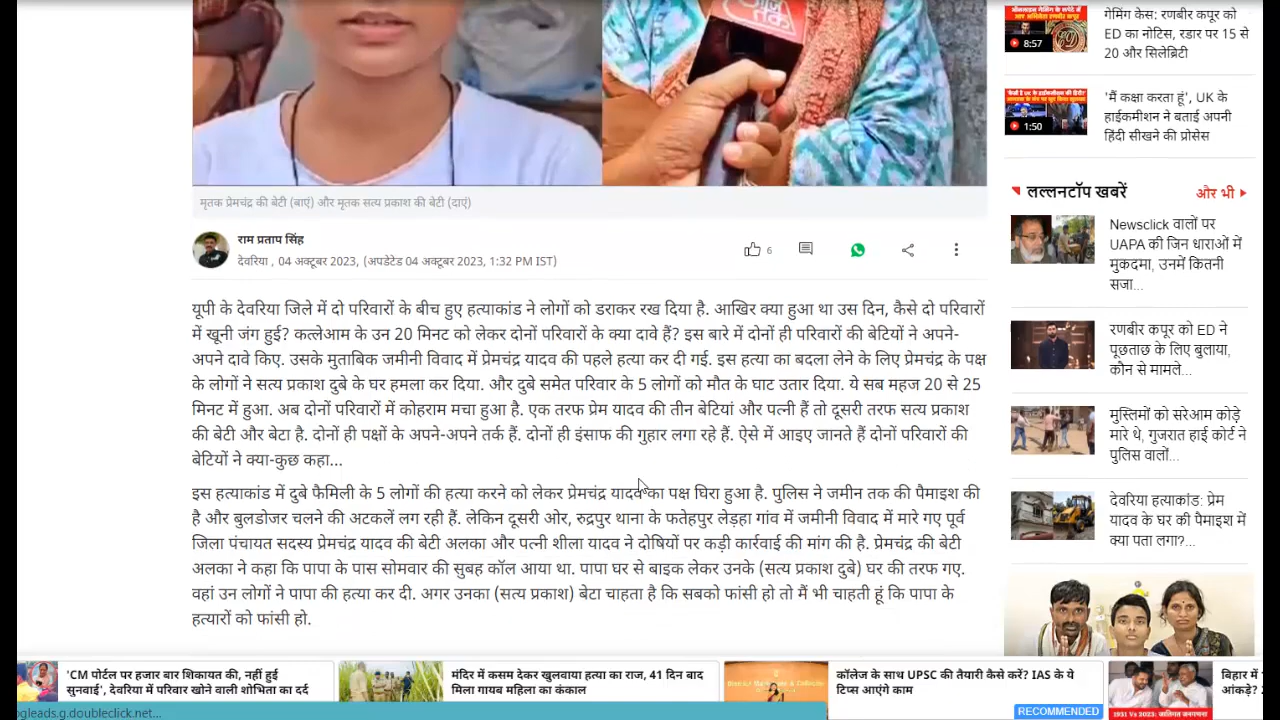 आज तक
मृतक प्रेमचंद्र की बेटी (बाएं) और मृतक सत्य प्रकाश की बेटी (दाएं)
राम प्रताप सिंह
देवरिया , 04 अक्टूबर 2023, (अपडेटेड 04 अक्टूबर 2023, 1:32 PM IST)
6
यूपी के देवरिया जिले में दो परिवारों के बीच हुए हत्याकांड ने लोगों को डराकर रख दिया है. आखिर क्या हुआ था उस दिन, कैसे दो परिवारों
में खूनी जंग हुई? कत्लेआम के उन 20 मिनट को लेकर दोनों परिवारों के क्या दावे हैं? इस बारे में दोनों ही परिवारों की बेटियों ने अपने-
अपने दावे किए. उसके मुताबिक जमीनी विवाद में प्रेमचंद्र यादव की पहले हत्या कर दी गई. इस हत्या का बदला लेने के लिए प्रेमचंद्र के पक्ष
के लोगों ने सत्य प्रकाश दुबे के घर हमला कर दिया. और दुबे समेत परिवार के 5 लोगों को मौत के घाट उतार दिया. ये सब महज 20 से 25
मिनट में हुआ. अब दोनों परिवारों में कोहराम मचा हुआ है. एक तरफ प्रेम यादव की तीन बेटियां और पत्नी हैं तो दूसरी तरफ सत्य प्रकाश
की बेटी और बेटा है. दोनों ही पक्षों के अपने-अपने तर्क हैं. दोनों ही इंसाफ की गुहार लगा रहे हैं. ऐसे में आइए जानते हैं दोनों परिवारों की
बेटियों ने क्या-कुछ कहा...
इस हत्याकांड में दुबे फैमिली के 5 लोगों की हत्या करने को लेकर प्रेमचंद्र यादव का पक्ष घिरा हुआ है. पुलिस ने जमीन तक की पैमाइश की
है और बुलडोजर चलने की अटकलें लग रही हैं. लेकिन दूसरी ओर, रुद्रपुर थाना के फतेहपुर लेड़हा गांव में जमीनी विवाद में मारे गए पूर्व
जिला पंचायत सदस्य प्रेमचद्र यादव की बेटी अलका और पत्नी शीला यादव ने दोषियों पर कड़ी कार्रवाई की मांग की है. प्रेमचंद्र की बेटी
अलका ने कहा कि पापा के पास सोमवार की सुबह कॉल आया था. पापा घर से बाइक लेकर उनके (सत्य प्रकाश दुबे) घर की तरफ गए.
वहां उन लोगों ने पापा की हत्या कर दी. अगर उनका (सत्य प्रकाश) बेटा चाहता है कि सबको फांसी हो तो मैं भी चाहती हूं कि पापा के
हत्यारों को फांसी हो.
8:57
गेमिंग केस: रणबीर कपूर को
ED का नोटिस, रडार पर 15 से
20 और सिलेब्रिटी
1:50
'मैं कक्षा करता हूं', UK के
हाईकमीशन ने बताई अपनी
हिंदी सीखने की प्रोसेस
लल्लनटॉप खबरें
और भी
Newsclick वालों पर
UAPA की जिन धाराओं में
मुकदमा, उनमें कितनी
सजा...
रणबीर कपूर को ED ने
पूछताछ के लिए बुलाया,
कौन से मामले...
मुस्लिमों को सरेआम कोड़े
मारे थे, गुजरात हाई कोर्ट ने
पुलिस वालों...
देवरिया हत्याकांड: प्रेम
यादव के घर की पैमाइश में
क्या पता लगा?...
'CM पोर्टल पर हजार बार शिकायत की, नहीं हुई
सुनवाई', देवरिया में परिवार खोने वाली शोभिता का दर्द
मंदिर में कसम देकर खुलवाया हत्या का राज, 41 दिन बाद
मिला गायब महिला का कंकाल
कॉलेज के साथ UPSC की तैयारी कैसे करें? IAS के ये
टिप्स आएंगे काम
RECOMMENDED
1931 Vs 2023: जातिगत जनगणना
बिहार में
आंकड़े?
ogleads.g.doubleclick.net...